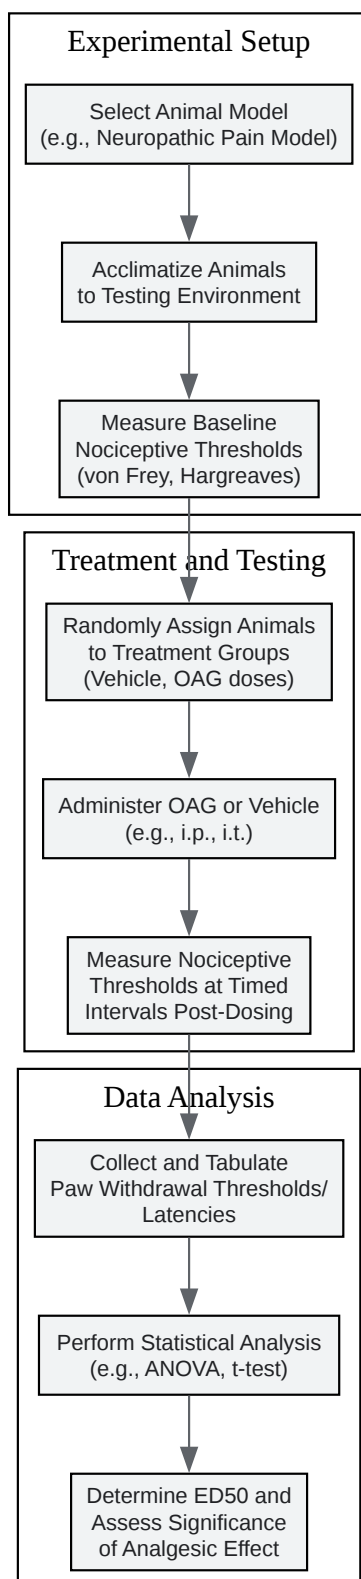 Experimental Setup
Select Animal Model
(e.g., Neuropathic Pain Model)
Acclimatize Animals
to Testing Environment
Measure Baseline
Nociceptive Thresholds
(von Frey, Hargreaves)
Treatment and Testing
Randomly Assign Animals
to Treatment Groups
(Vehicle, OAG doses)
Administer OAG or Vehicle
(e.g., i.p., i.t.)
Measure Nociceptive
Thresholds at Timed
Intervals Post-Dosing
Data Analysis
Collect and Tabulate
Paw Withdrawal Thresholds/
Latencies
Perform Statistical Analysis
(e.g., ANOVA, t-test)
Determine ED50 and
Assess Significance
of Analgesic Effect